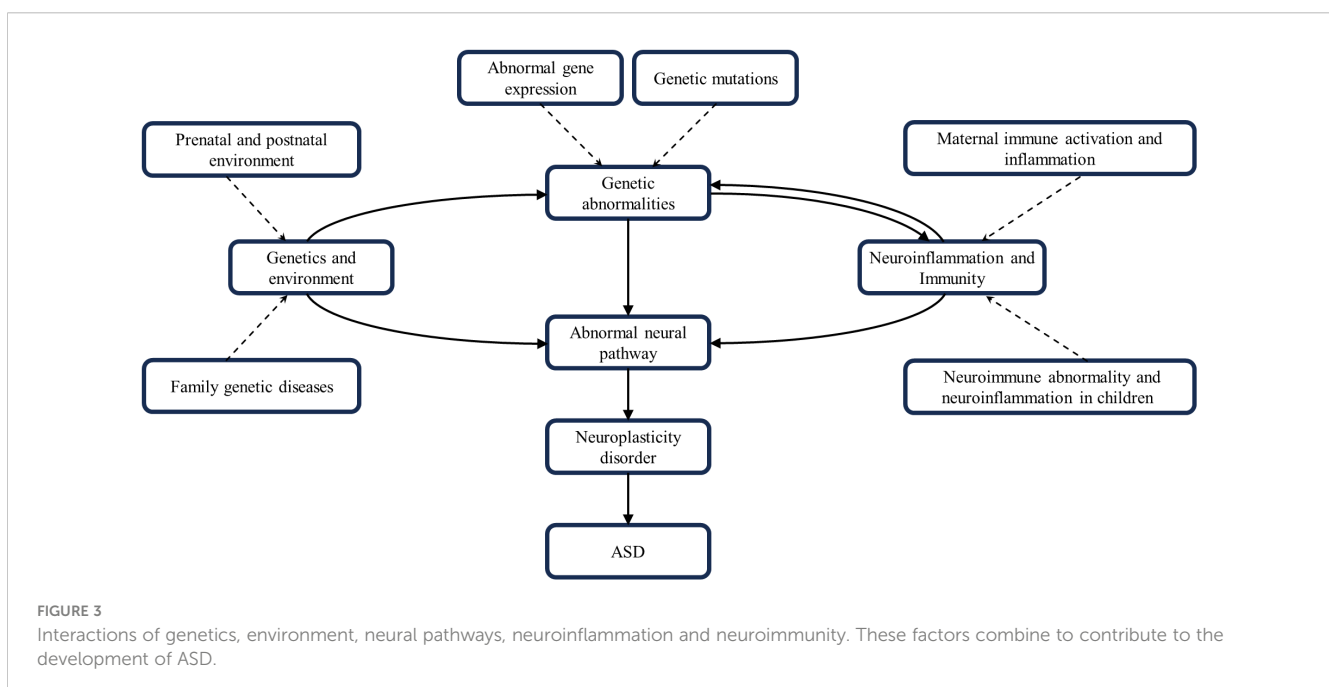 Abnormal gene
expression
Genetic mutations
Prenatal and postnatal
environment
Maternal immune activation and
inflammation
Genetic
abnormalities
Genetics and
environment
Neuroinflammation and
Immunity
Abnormal neural
pathway
Family genetic diseases
Neuroimmune abnormality and
neuroinflammation in children
Neuroplasticity
disorder
ASD
FIGURE 3
Interactions of genetics, environment, neural pathways, neuroinflammation and neuroimmunity. These factors combine to contribute to the
development of ASD.